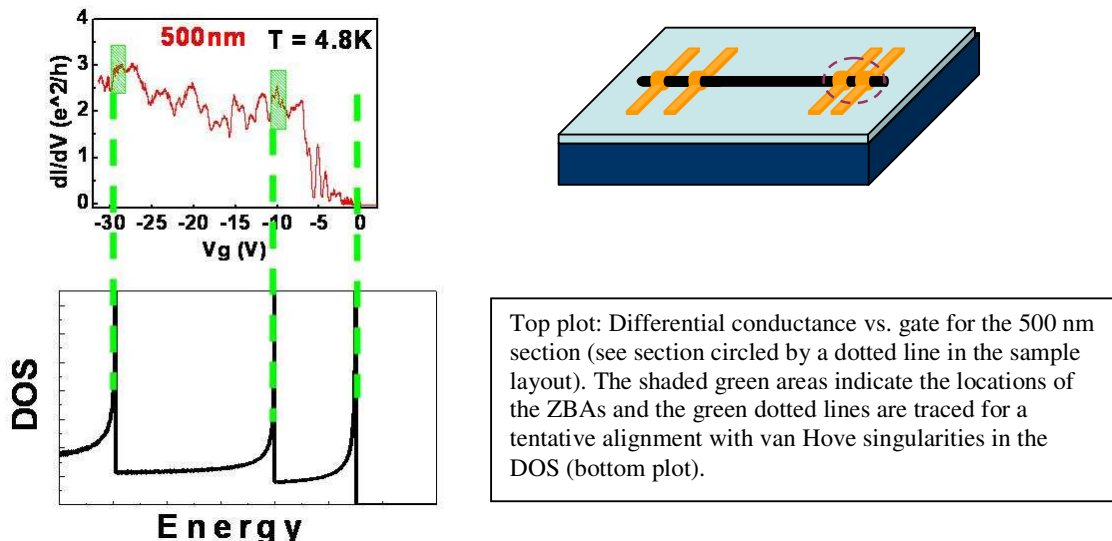 500nm T = 4.8K
dI/dV (e^2/h)
4
3
2
1
0
-30 -25 -20 -15 -10 -5 0
Vg (V)
DOS
Energy
Top plot: Differential conductance vs. gate for the 500 nm
section (see section circled by a dotted line in the sample
layout). The shaded green areas indicate the locations of
the ZBAs and the green dotted lines are traced for a
tentative alignment with van Hove singularities in the
DOS (bottom plot).